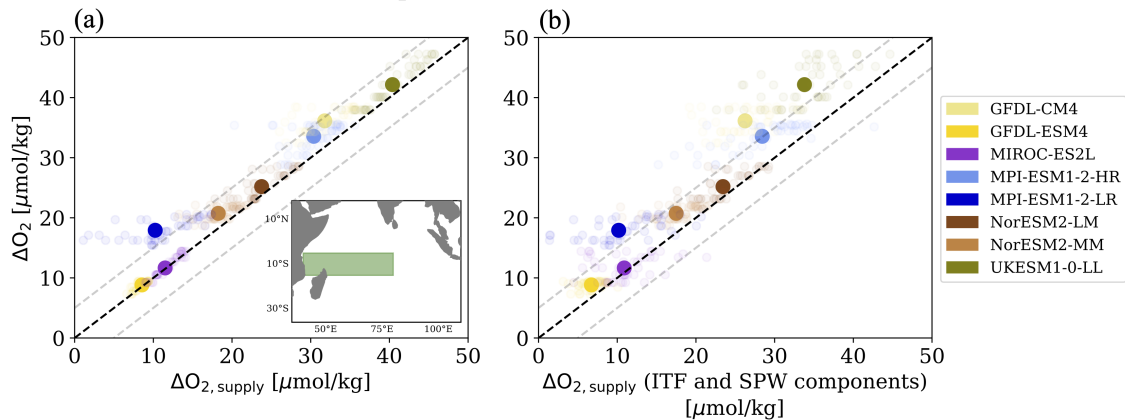 (a)
(b)
50
40
30
20
10
0
ΔO₂ [μmol/kg]
0 10 20 30 40 50
ΔO₂,supply [μmol/kg]
10°N
10°S
30°S
50°E 75°E 100°E
50
40
30
20
10
0
ΔO₂ [μmol/kg]
0 10 20 30 40 50
ΔO₂,supply (ITF and SPW components)
[μmol/kg]
GFDL-CM4
GFDL-ESM4
MIROC-ES2L
MPI-ESM1-2-HR
MPI-ESM1-2-LR
NorESM2-LM
NorESM2-MM
UKESM1-0-LL